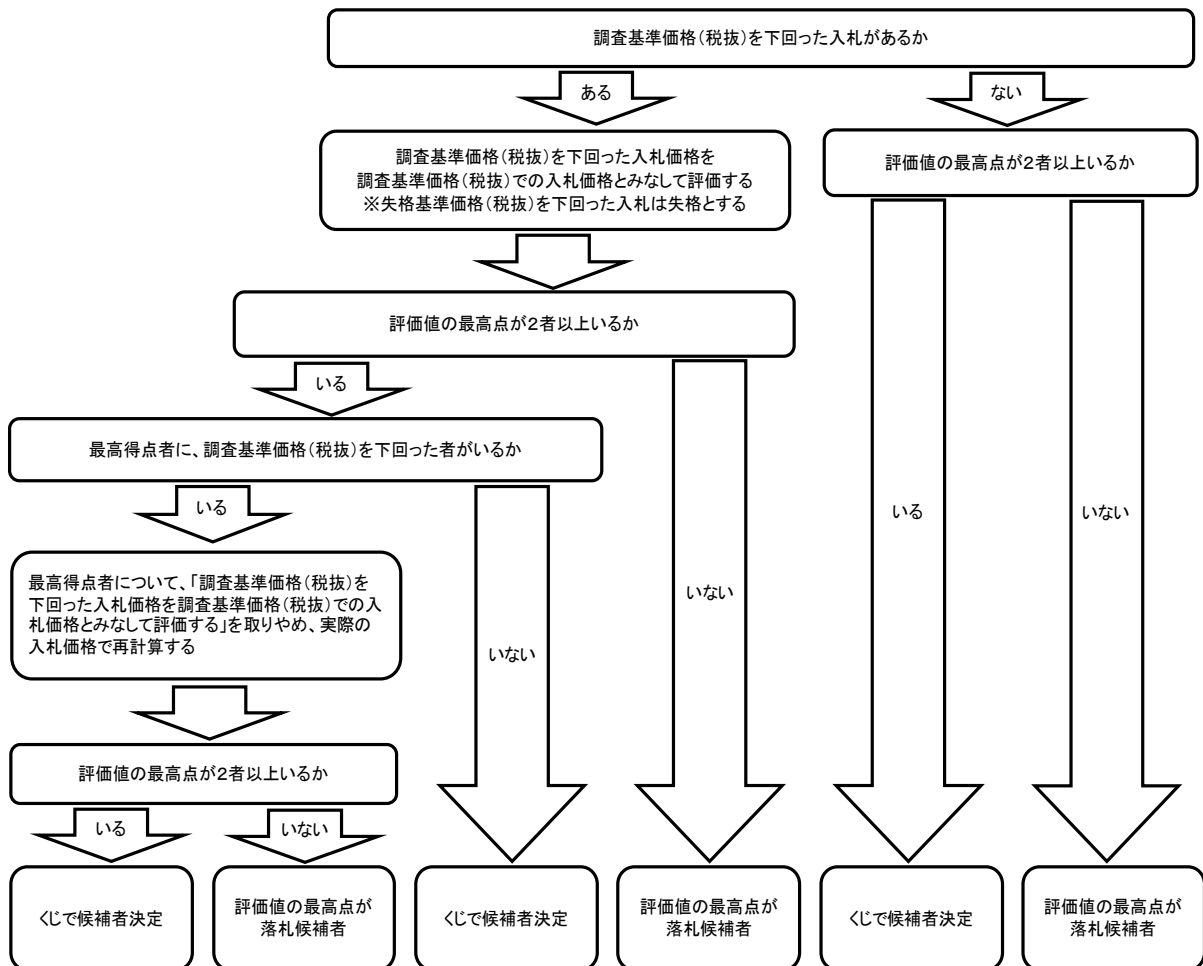 調査基準価格(税抜)を下回った入札があるか
ある
ない
調査基準価格(税抜)を下回った入札価格を
調査基準価格(税抜)での入札価格とみなして評価する
※失格基準価格(税抜)を下回った入札は失格とする
評価値の最高点が2者以上いるか
評価値の最高点が2者以上いるか
いる
いない
いる
いない
最高得点者に、調査基準価格(税抜)を下回った者がいるか
いる
いない
最高得点者について、「調査基準価格(税抜)を
下回った入札価格を調査基準価格(税抜)での入
札価格とみなして評価する」を取りやめ、実際の
入札価格で再計算する
評価値の最高点が2者以上いるか
いる
いない
くじで候補者決定
評価値の最高点が
落札候補者
くじで候補者決定
評価値の最高点が
落札候補者
くじで候補者決定
評価値の最高点が
落札候補者